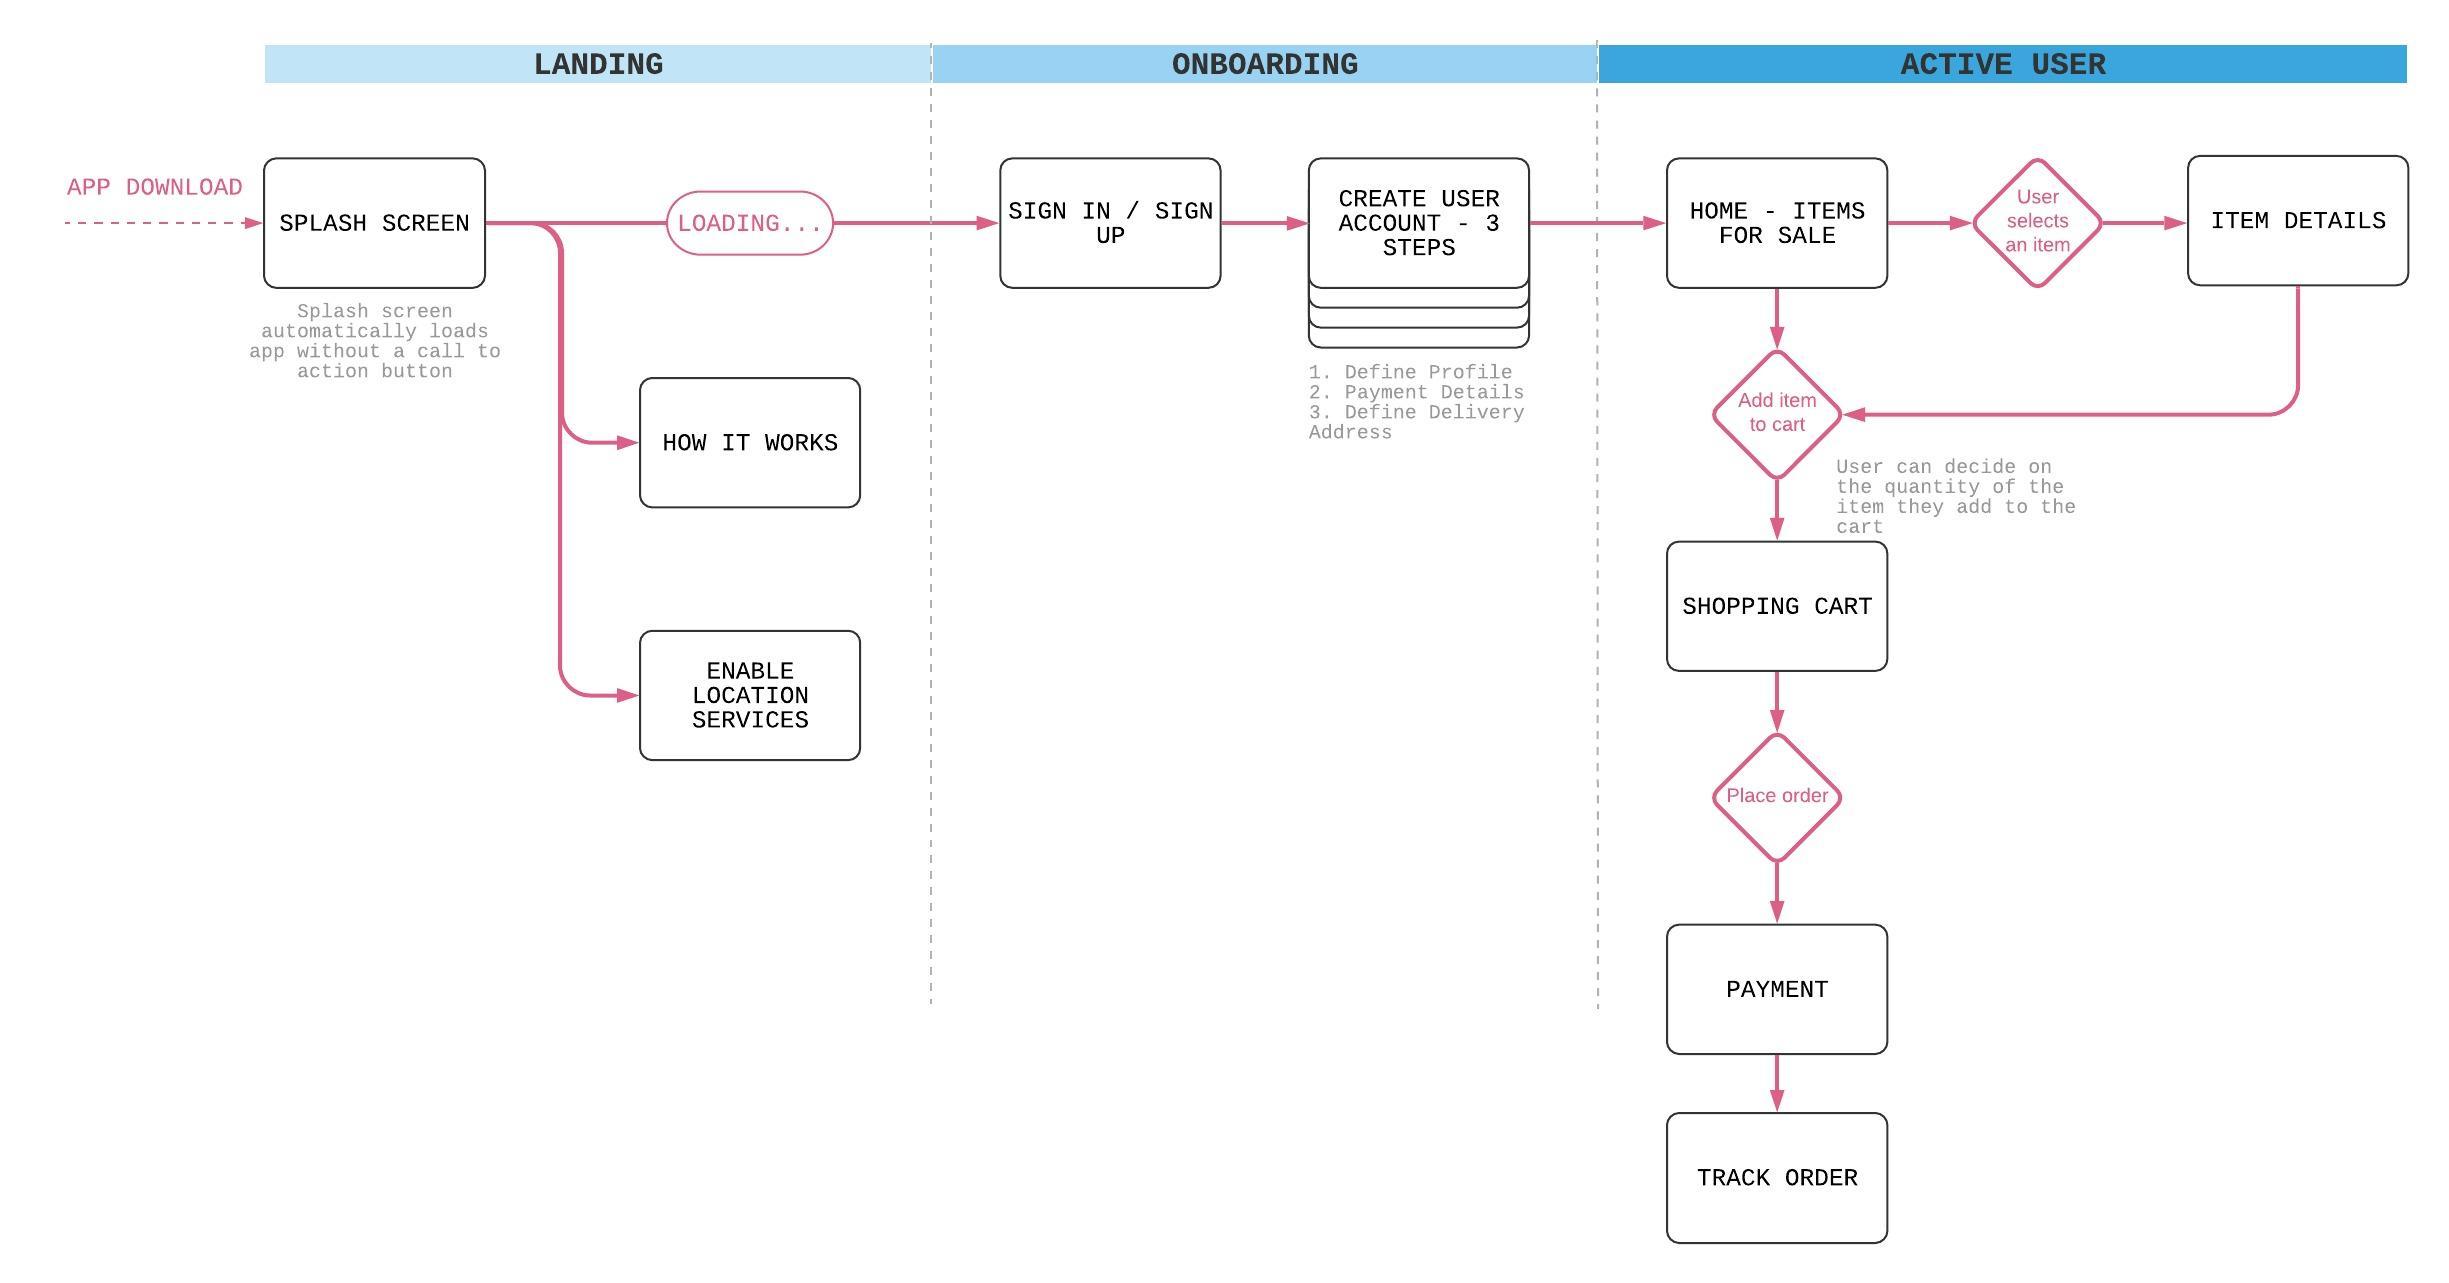 LANDING
ONBOARDING
ACTIVE USER
APP DOWNLOAD
SPLASH SCREEN
Splash screen
automatically loads
app without a call to
action button
LOADING...
HOW IT WORKS
ENABLE
LOCATION
SERVICES
SIGN IN / SIGN
UP
CREATE USER
ACCOUNT - 3
STEPS
1. Define Profile
2. Payment Details
3. Define Delivery
Address
HOME - ITEMS
FOR SALE
User
selects
an item
ITEM DETAILS
Add item
to cart
User can decide on
the quantity of the
item they add to the
cart
SHOPPING CART
Place order
PAYMENT
TRACK ORDER